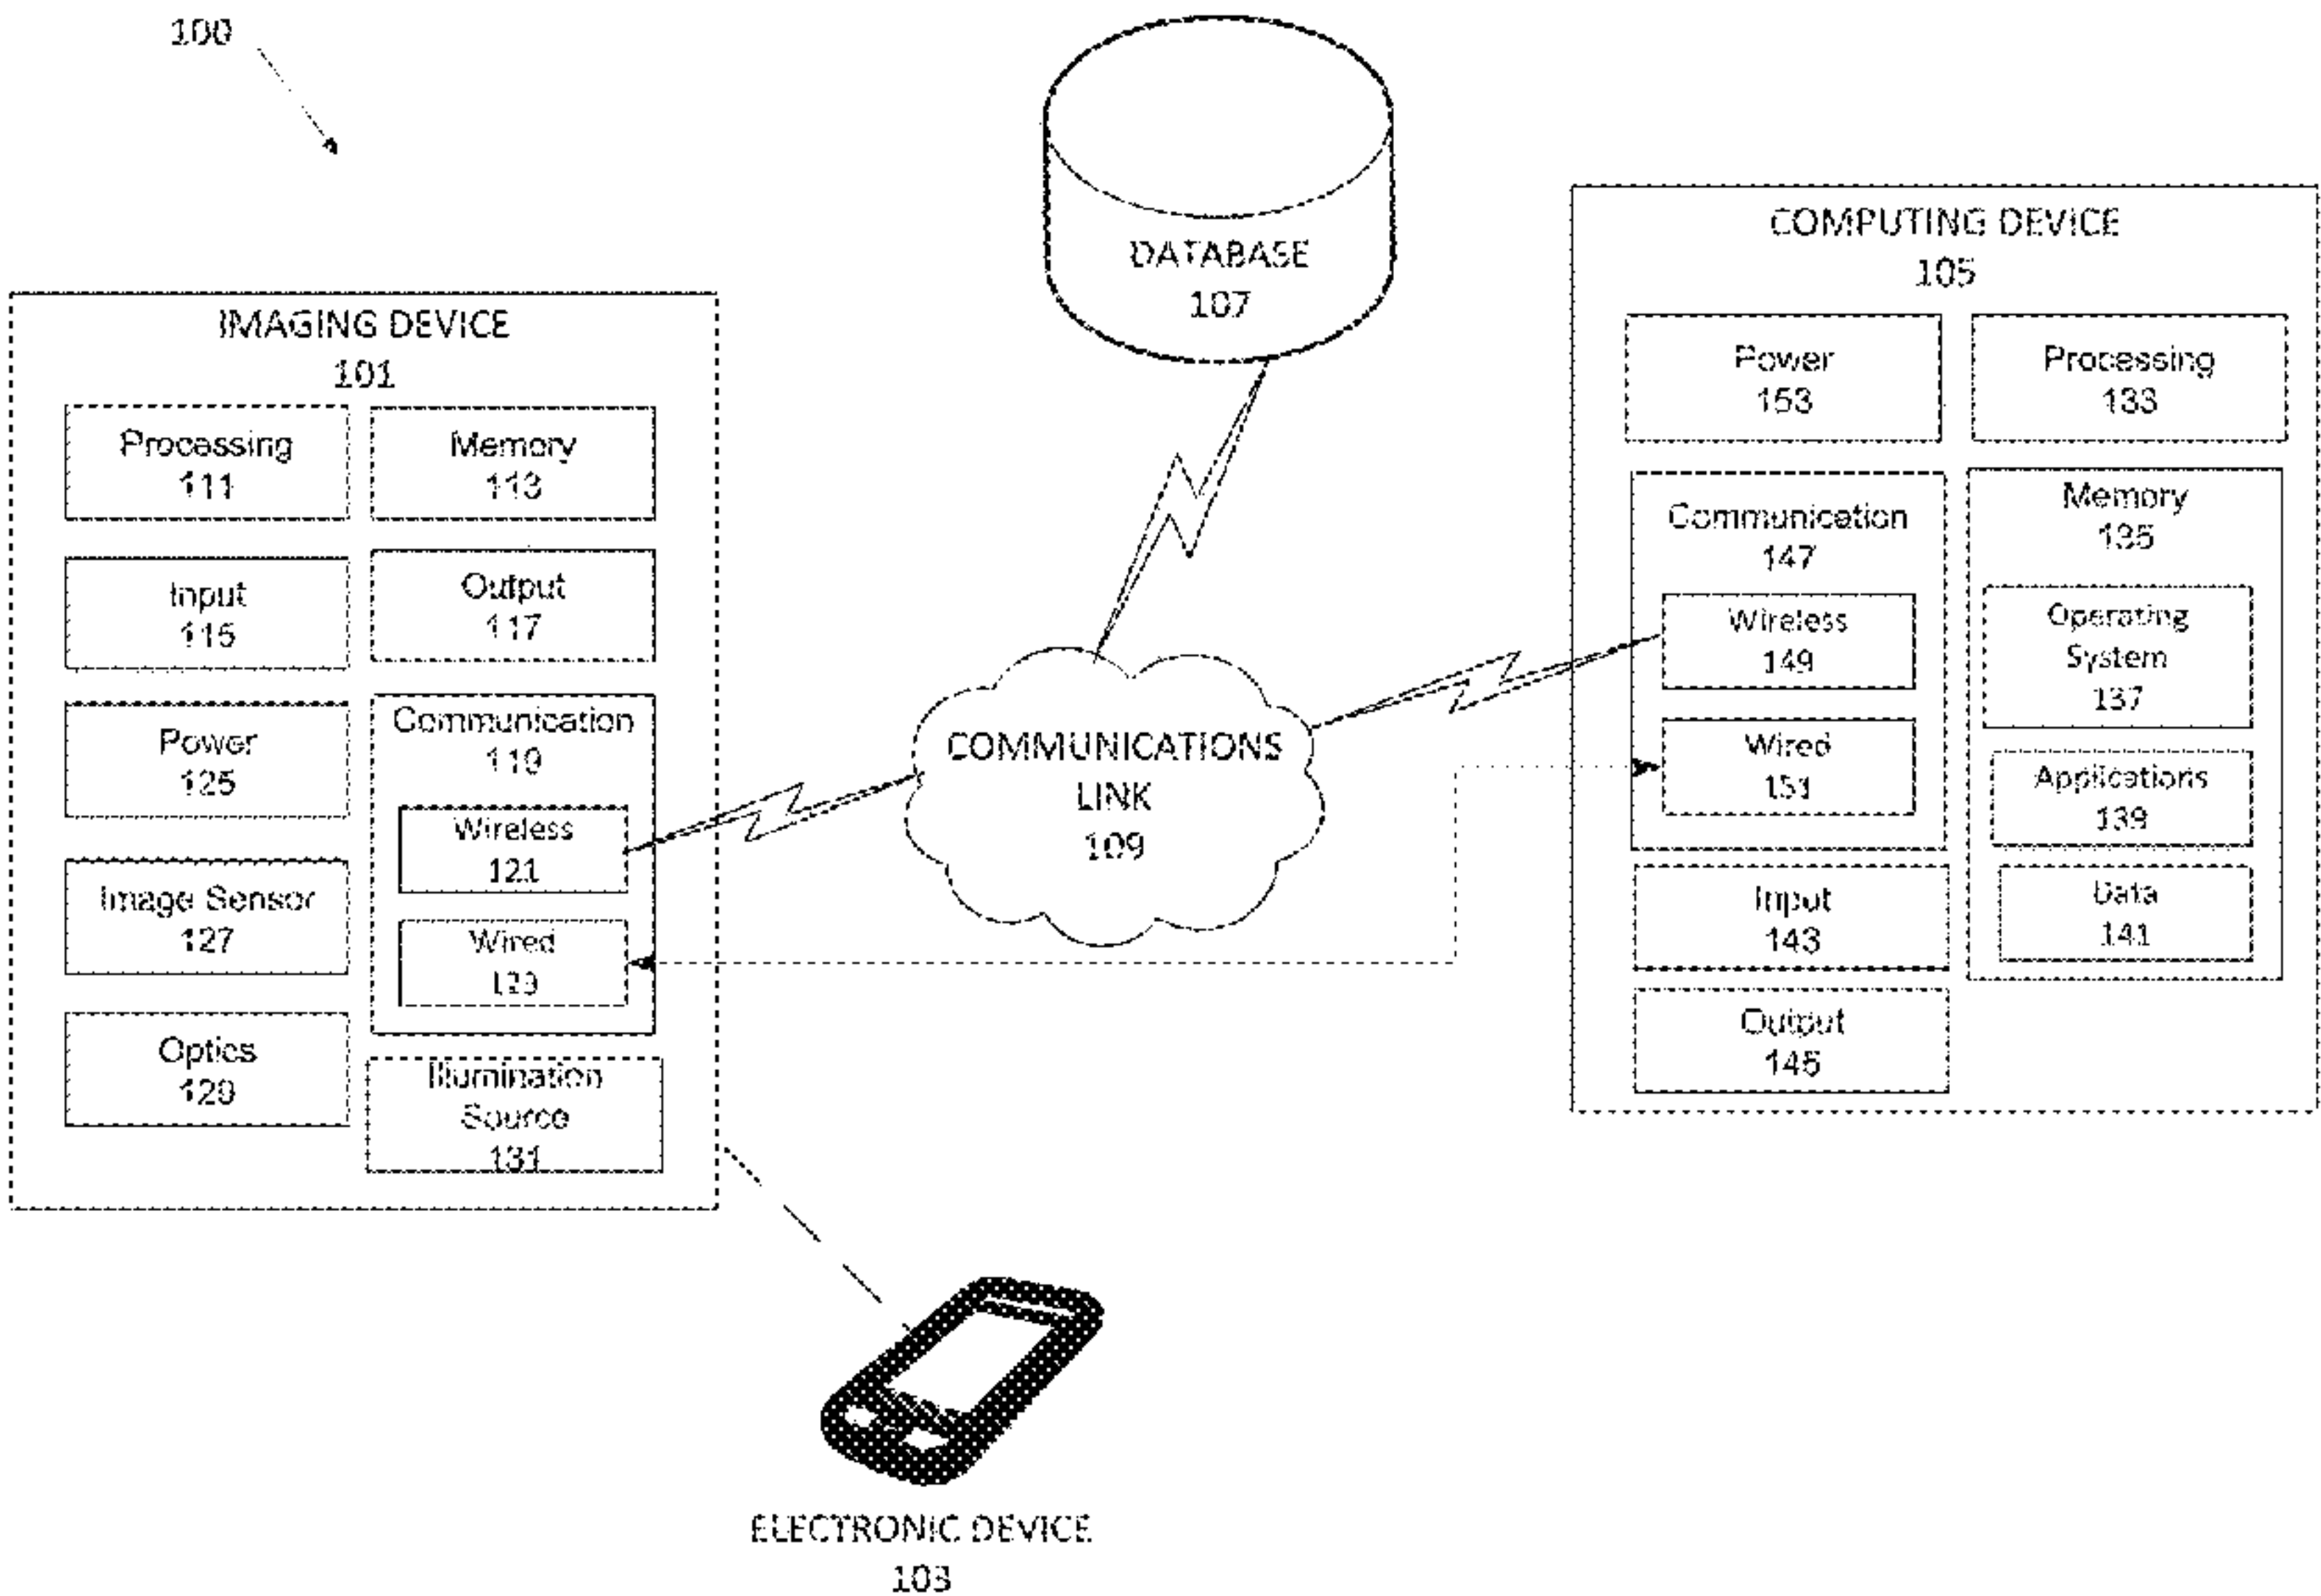 100
DATABASE
107
IMAGING DEVICE
101
Processing
111
Memory
113
Input
115
Output
117
Power
125
Communication
119
Wireless
121
Wired
123
Image Sensor
127
Optics
129
Illumination
Source
131
COMMUNICATIONS
LINK
109
COMPUTING DEVICE
105
Power
153
Processing
133
Communication
147
Wireless
149
Wired
151
Memory
135
Operating
System
137
Applications
139
Data
141
Input
143
Output
145
ELECTRONIC DEVICE
103